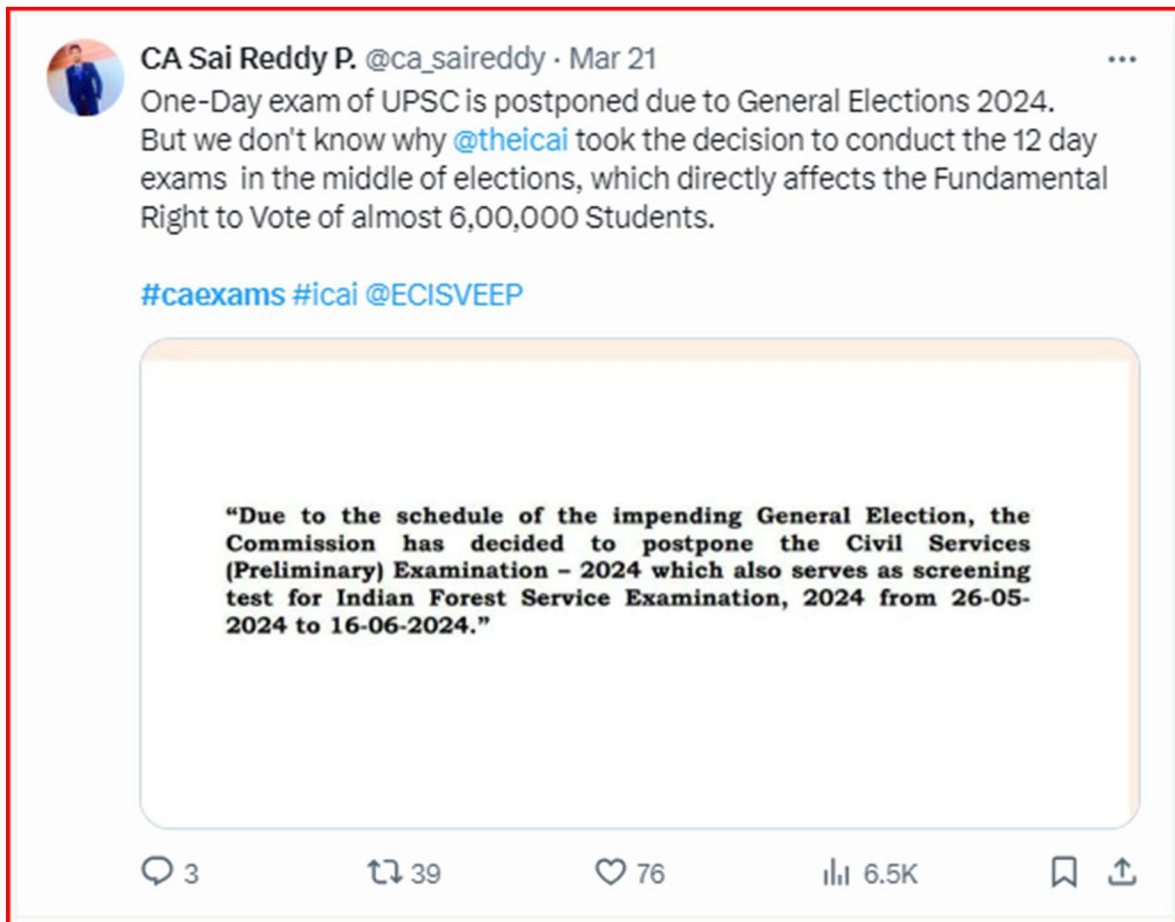 CA Sai Reddy P. @ca_saireddy · Mar 21
One-Day exam of UPSC is postponed due to General Elections 2024.
But we don't know why @theicai took the decision to conduct the 12 day
exams in the middle of elections, which directly affects the Fundamental
Right to Vote of almost 6,00,000 Students.
#caexams #icai @ECISVEEP
“Due to the schedule of the impending General Election, the
Commission has decided to postpone the Civil Services
(Preliminary) Examination – 2024 which also serves as screening
test for Indian Forest Service Examination, 2024 from 26-05-
2024 to 16-06-2024.”
3 39 76 6.5K